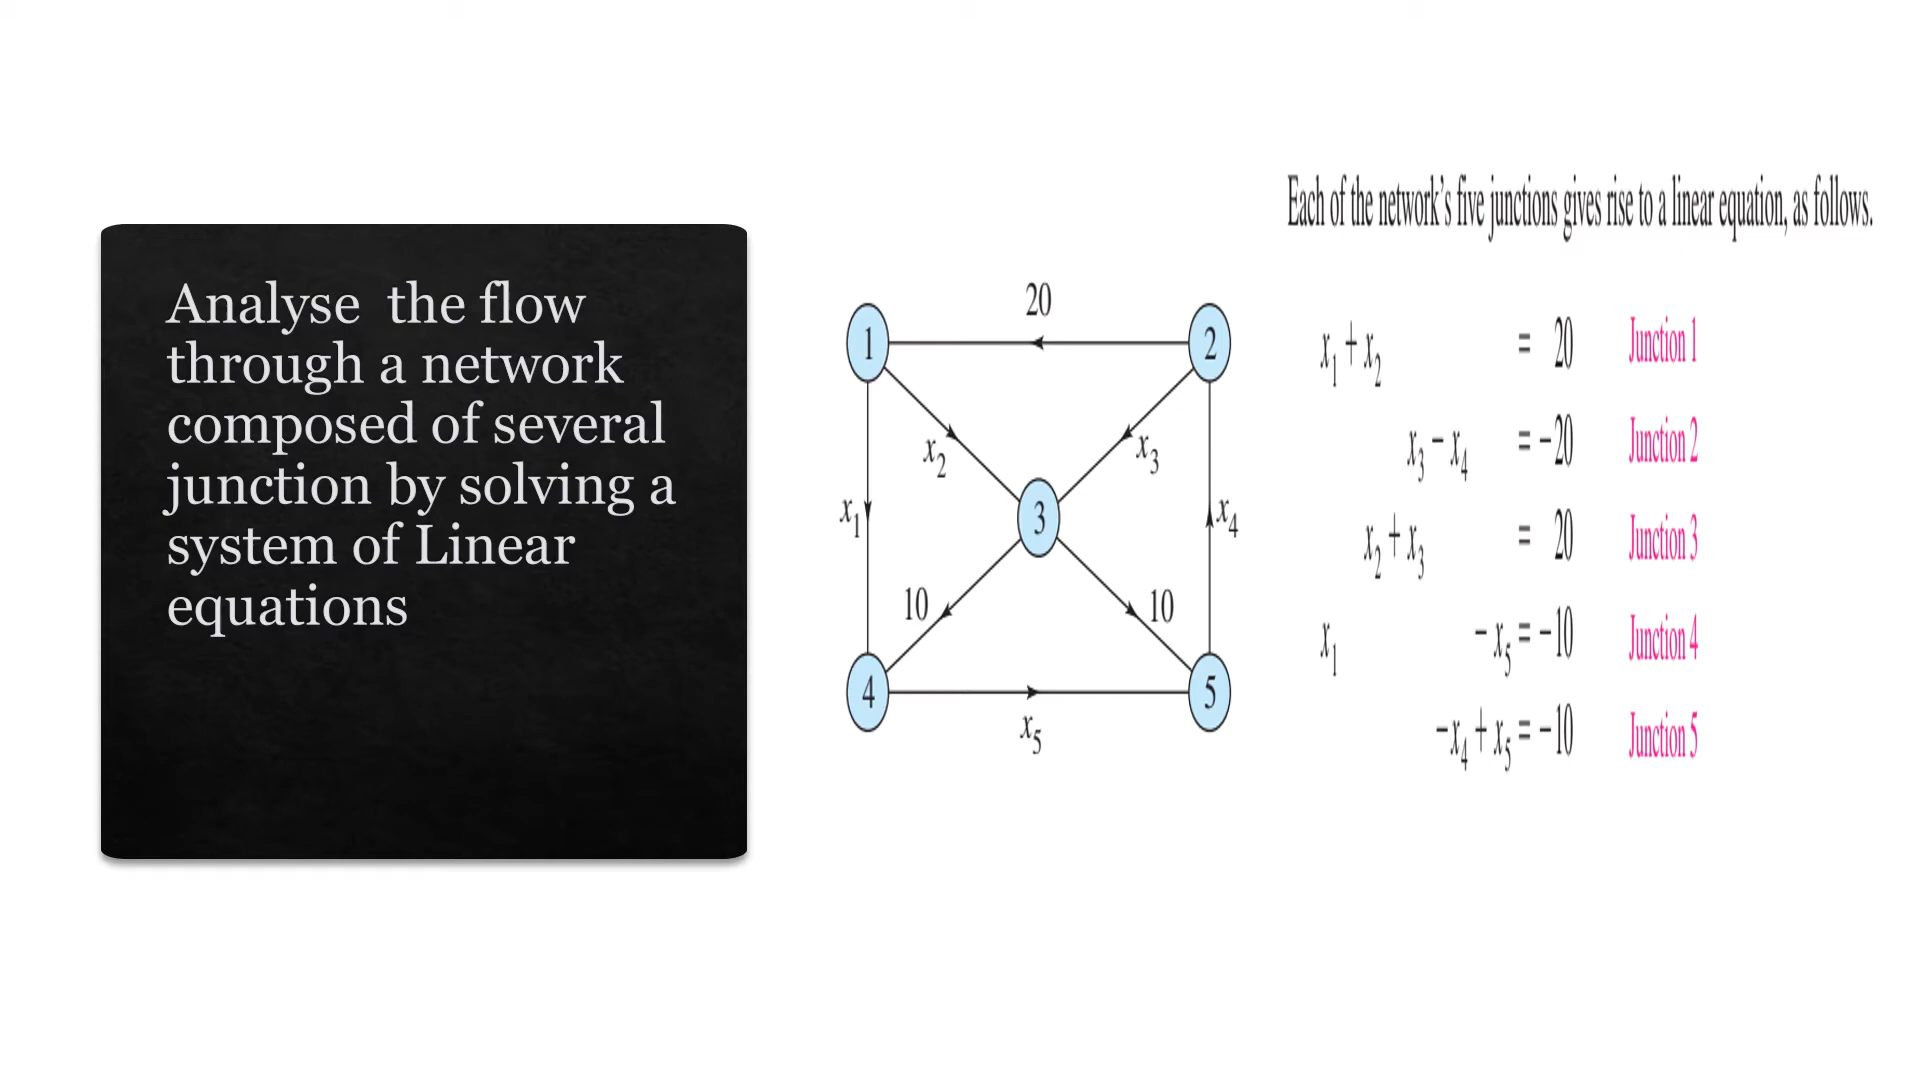 Analyse  the flow
through a network
composed of several
junction by solving a
system of Linear
equations
20
1
2
x₂
x₃
x₁
3
x₄
10
10
4
5
x₅
Each of the network's five junctions gives rise to a linear equation, as follows.
x₁ + x₂ = 20 Junction 1
x₃ − x₄ = −20 Junction 2
x₂ + x₃ = 20 Junction 3
x₁ − x₅ = −10 Junction 4
−x₄ + x₅ = −10 Junction 5